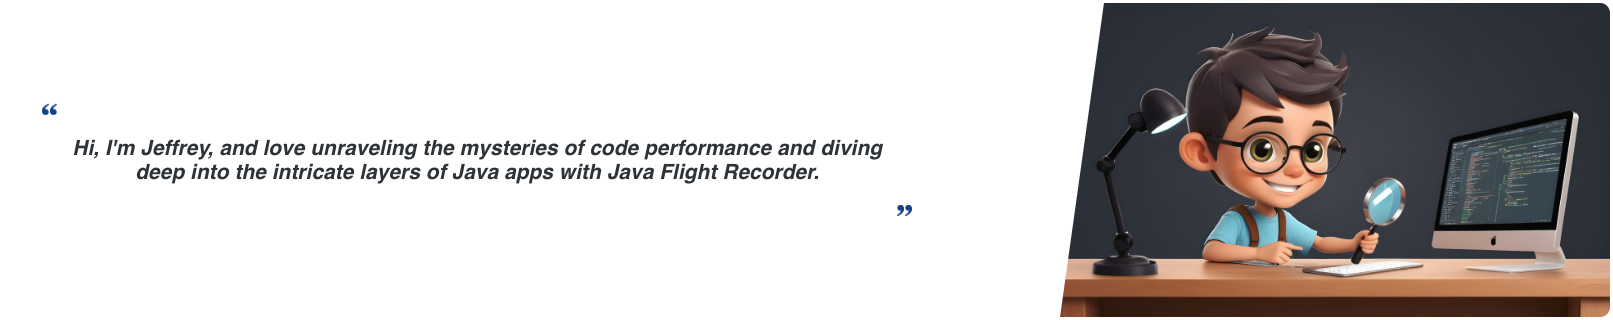 “
Hi, I'm Jeffrey, and love unraveling the mysteries of code performance and diving
deep into the intricate layers of Java apps with Java Flight Recorder.
”